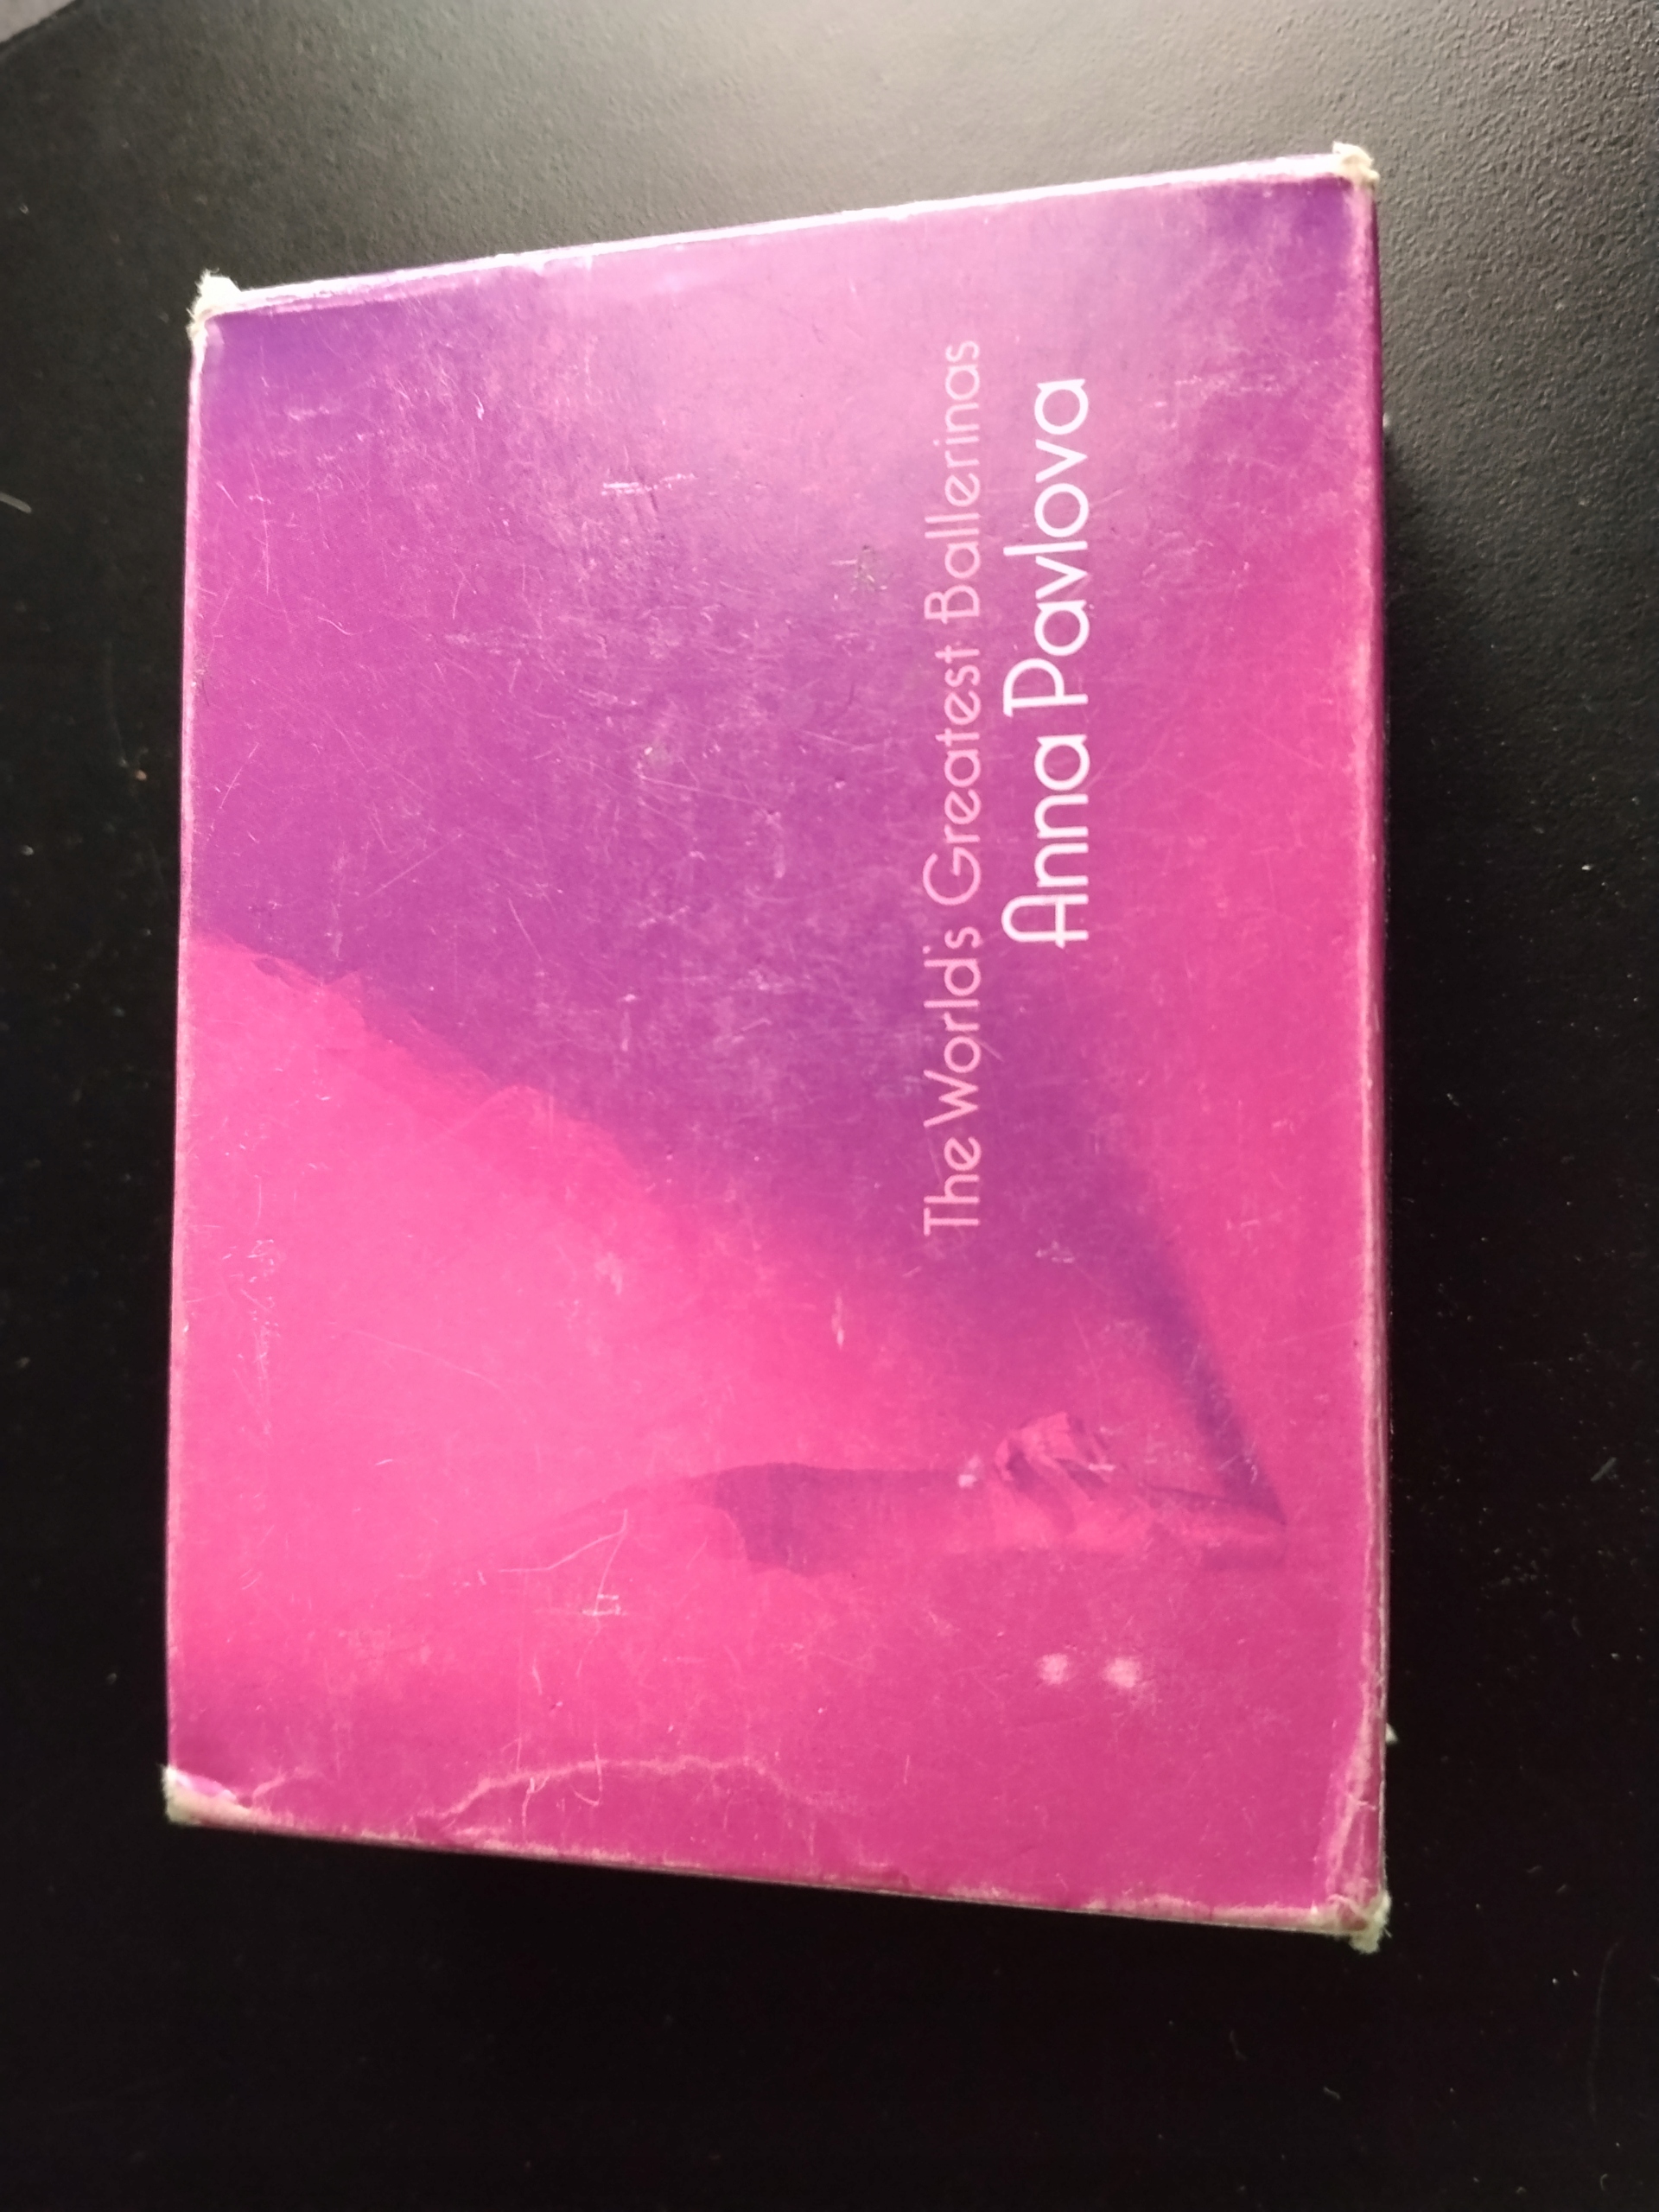 The World's Greatest Ballerinas
Anna Pavlova